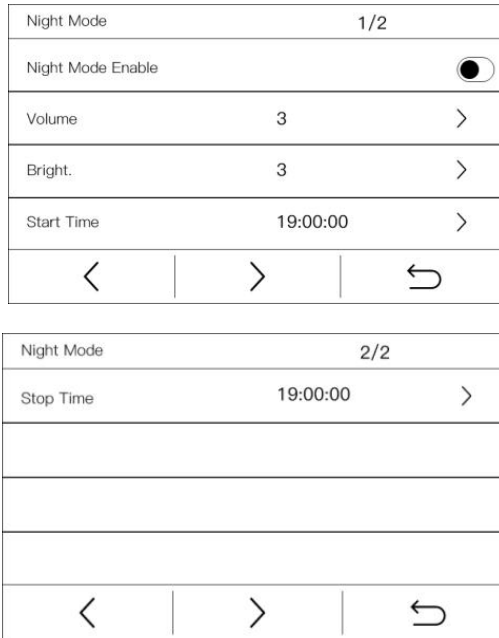 Night Mode 1/2
Night Mode Enable
Volume 3
Bright. 3
Start Time 19:00:00
Night Mode 2/2
Stop Time 19:00:00